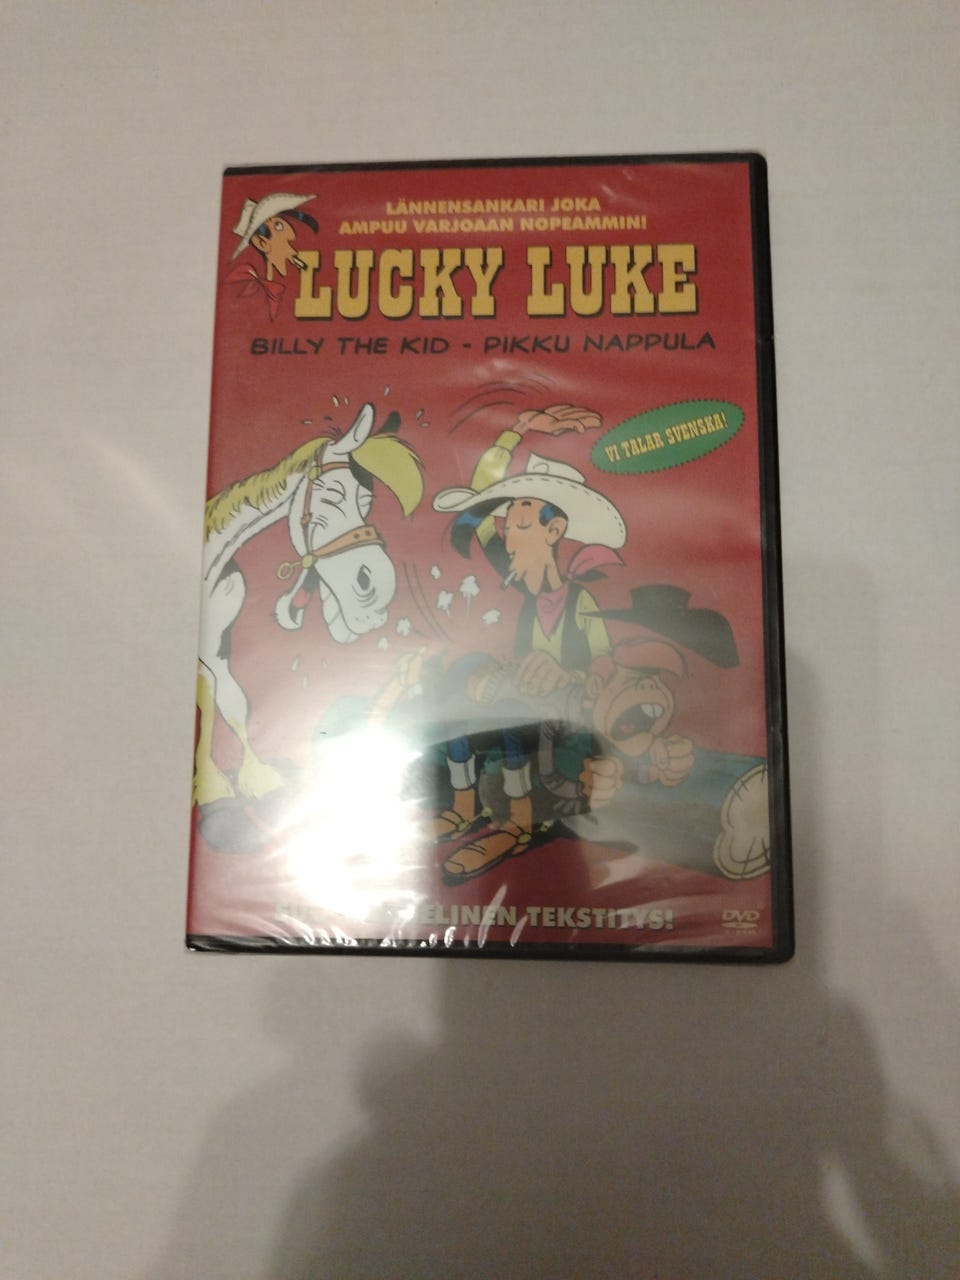 LÄNNENSANKARI JOKA
AMPUU VARJOAAN NOPEAMMIN!
LUCKY LUKE
BILLY THE KID - PIKKU NAPPULA
VI TALAR SVENSKA!
TEKSTITYS!
DVD